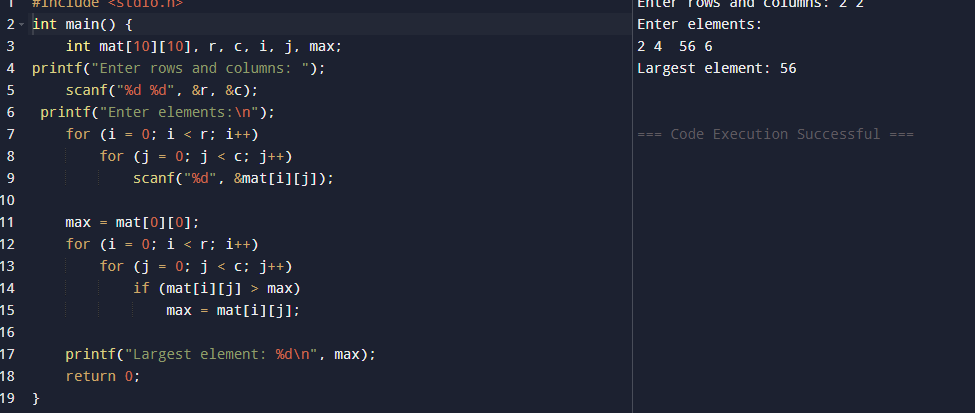 1 #include <stdio.h>
2 int main() {
3 int mat[10][10], r, c, i, j, max;
4 printf("Enter rows and columns: ");
5 scanf("%d %d", &r, &c);
6 printf("Enter elements:\n");
7 for (i = 0; i < r; i++)
8 for (j = 0; j < c; j++)
9 scanf("%d", &mat[i][j]);
10
11 max = mat[0][0];
12 for (i = 0; i < r; i++)
13 for (j = 0; j < c; j++)
14 if (mat[i][j] > max)
15 max = mat[i][j];
16
17 printf("Largest element: %d\n", max);
18 return 0;
19 }
Enter rows and columns: 2 2
Enter elements:
2 4  56 6
Largest element: 56
=== Code Execution Successful ===